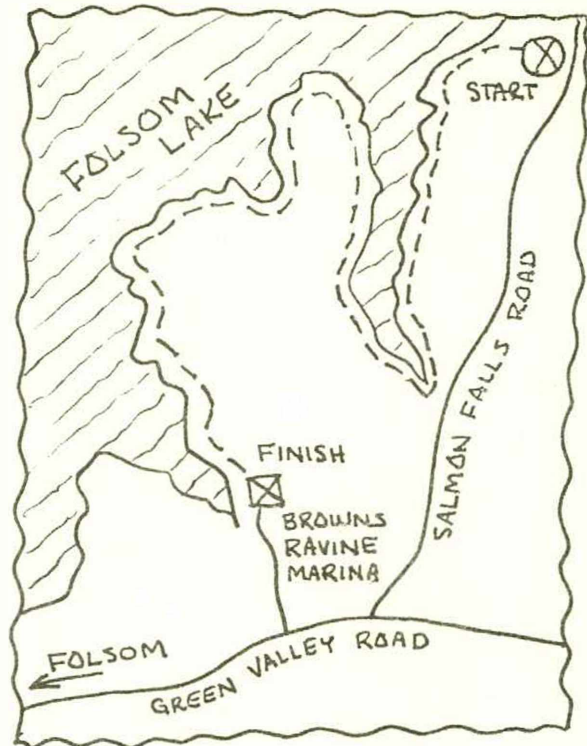 FOLSOM
LAKE
START
SALMON FALLS ROAD
FINISH
BROWNS
RAVINE
MARINA
FOLSOM
GREEN VALLEY ROAD